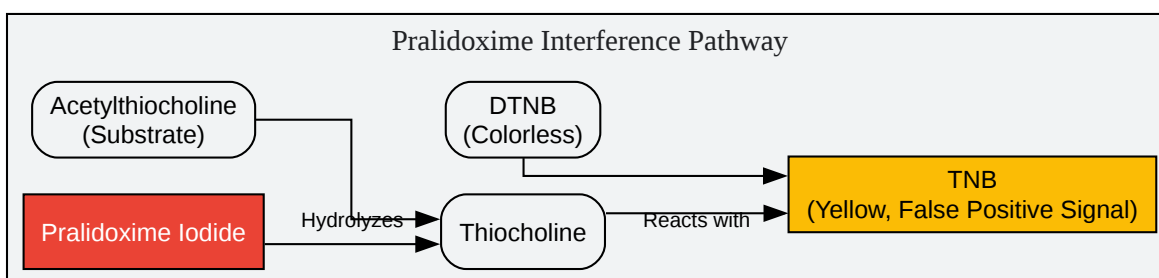 Pralidoxime Interference Pathway
Acetylthiocholine
(Substrate)
DTNB
(Colorless)
TNB
(Yellow, False Positive Signal)
Pralidoxime Iodide
Hydrolyzes
Thiocholine
Reacts with